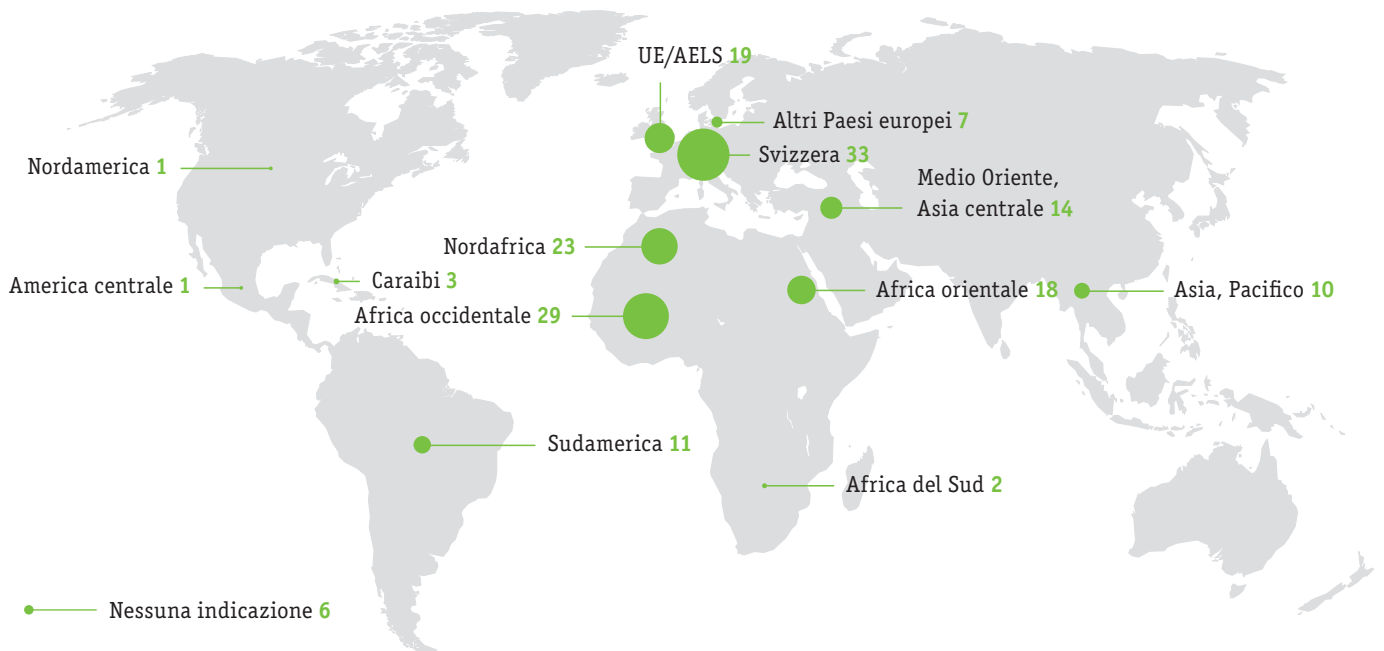 UE/AELS 19
Altri Paesi europei 7
Svizzera 33
Nordamerica 1
Medio Oriente,
Asia centrale 14
Nordafrica 23
Caraibi 3
America centrale 1
Africa orientale 18
Asia, Pacifico 10
Africa occidentale 29
Sudamerica 11
Africa del Sud 2
Nessuna indicazione 6